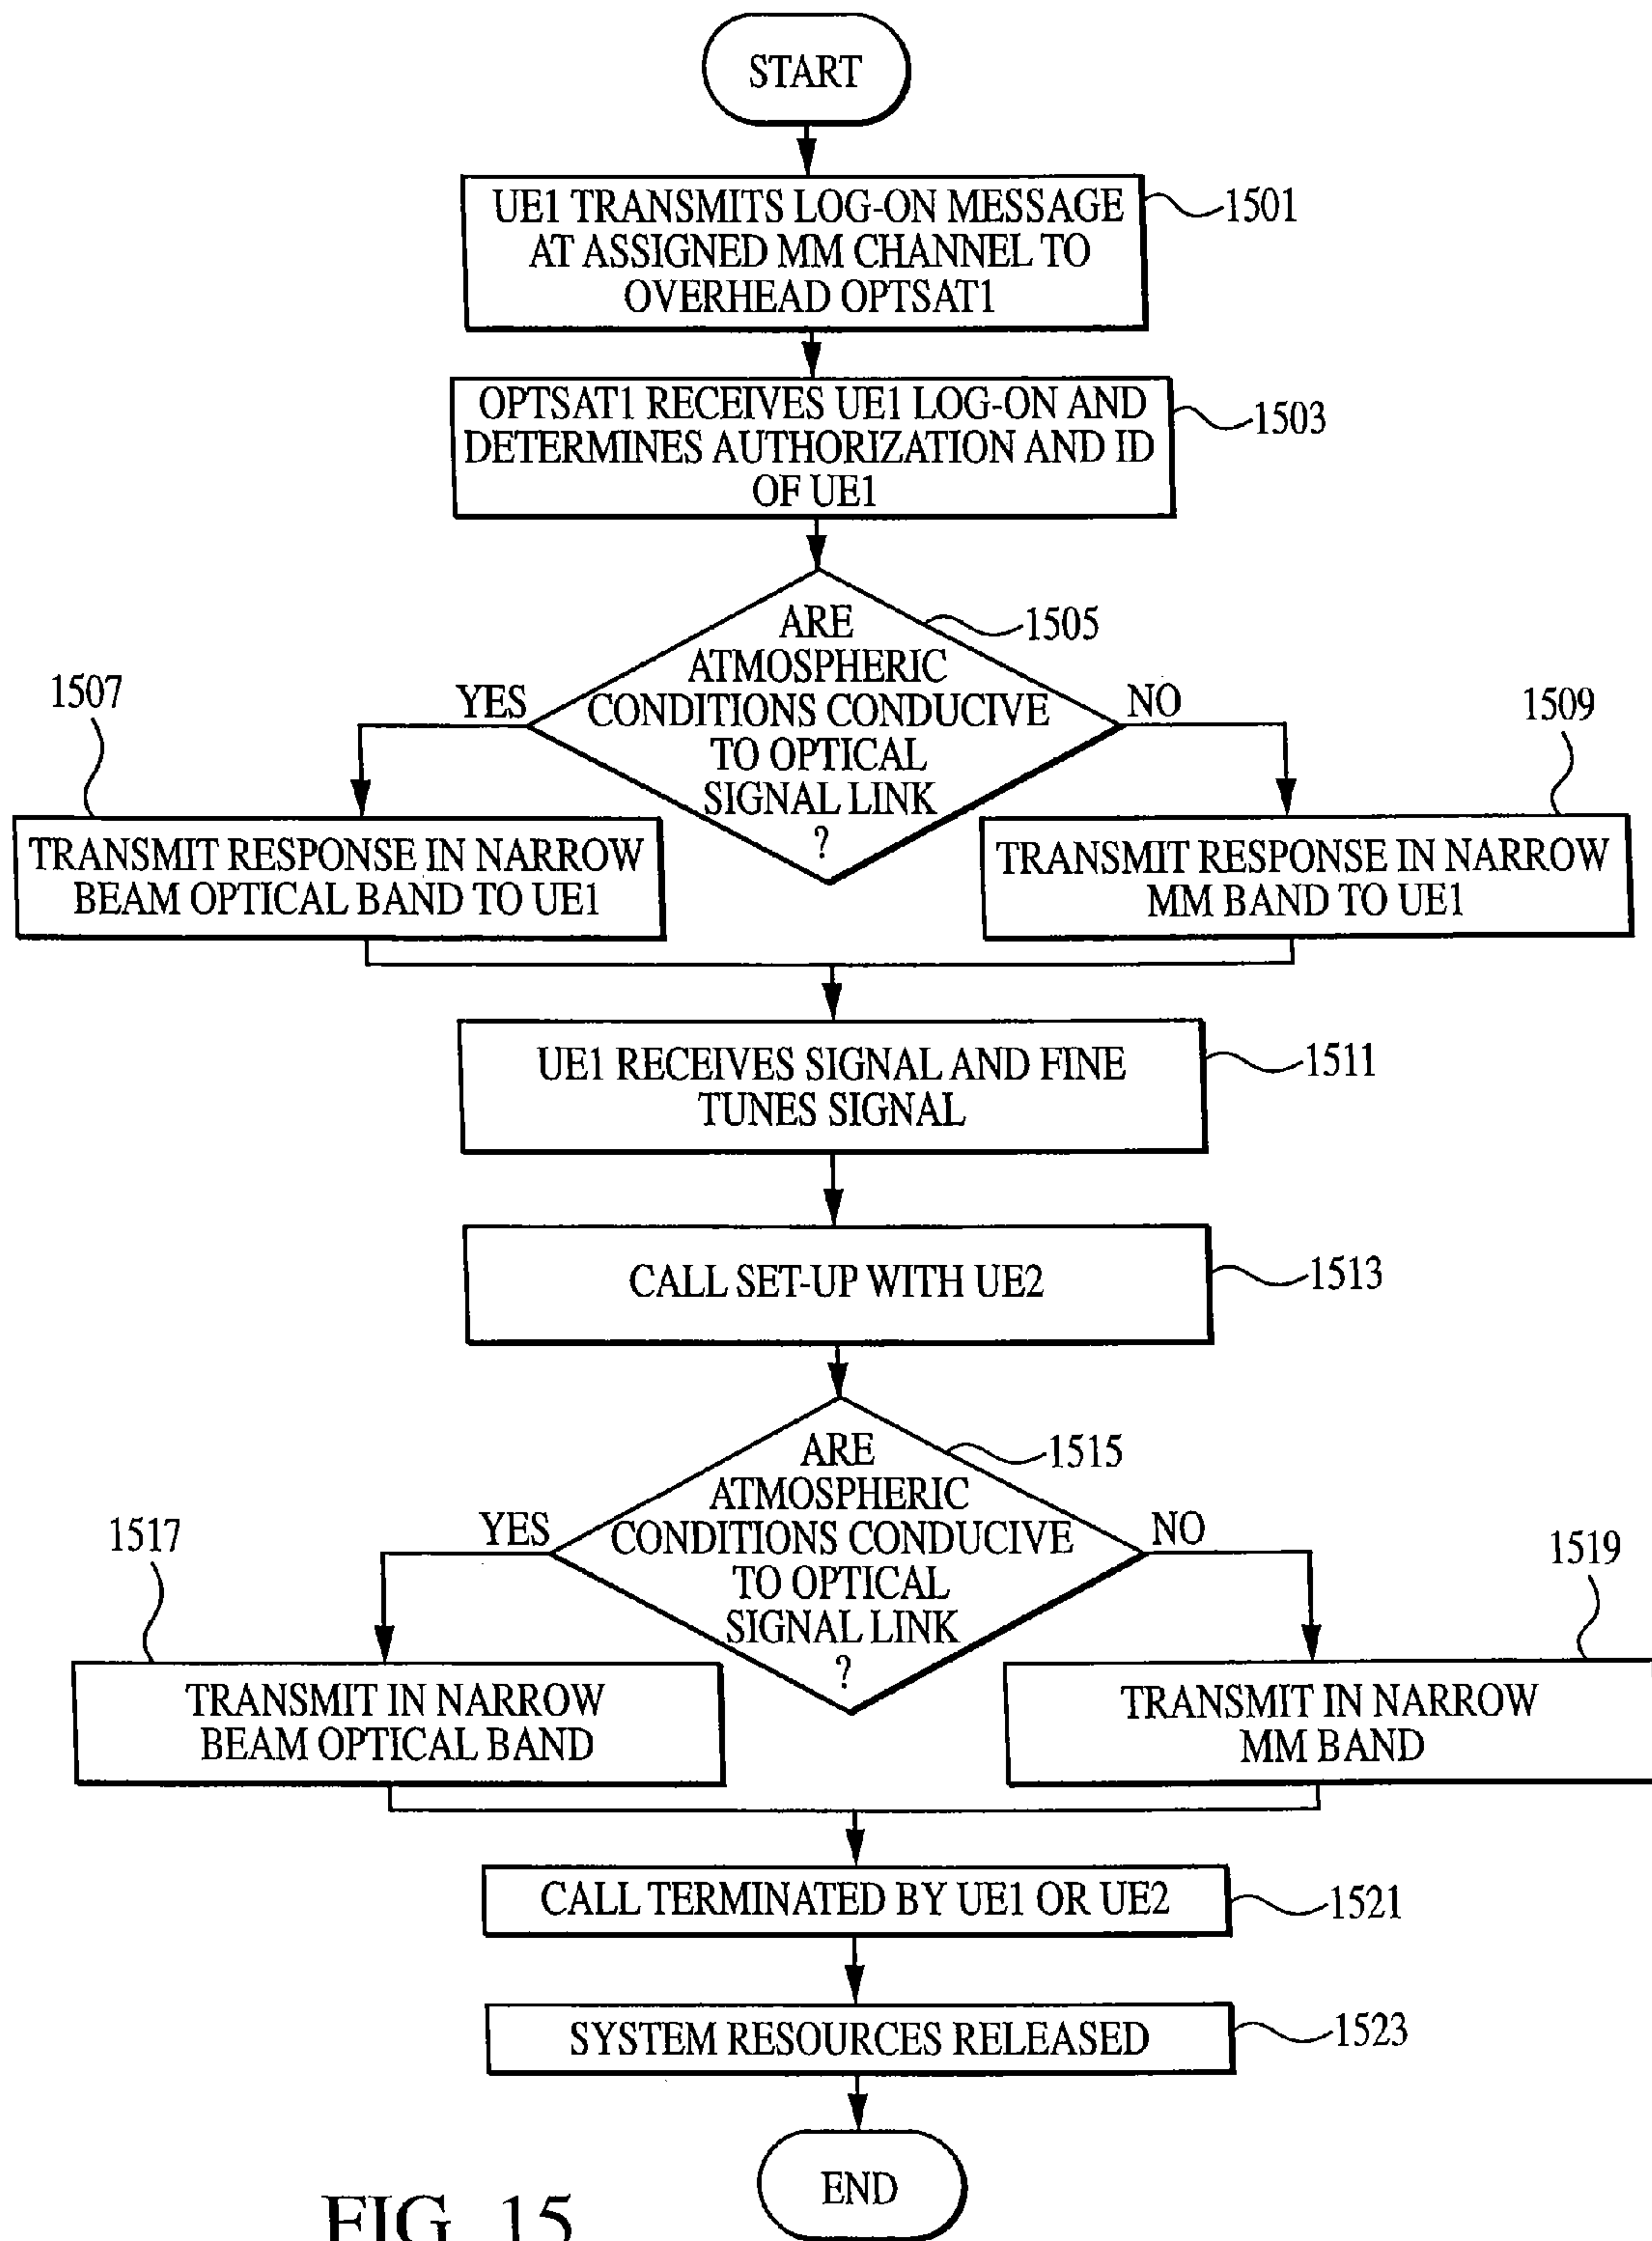 START
UE1 TRANSMITS LOG-ON MESSAGE
AT ASSIGNED MM CHANNEL TO
OVERHEAD OPTSAT1
1501
OPTSAT1 RECEIVES UE1 LOG-ON AND
DETERMINES AUTHORIZATION AND ID
OF UE1
1503
ARE
ATMOSPHERIC
CONDITIONS CONDUCIVE
TO OPTICAL
SIGNAL LINK
?
1505
YES
NO
1507
TRANSMIT RESPONSE IN NARROW
BEAM OPTICAL BAND TO UE1
1509
TRANSMIT RESPONSE IN NARROW
MM BAND TO UE1
UE1 RECEIVES SIGNAL AND FINE
TUNES SIGNAL
1511
CALL SET-UP WITH UE2
1513
ARE
ATMOSPHERIC
CONDITIONS CONDUCIVE
TO OPTICAL
SIGNAL LINK
?
1515
YES
NO
1517
TRANSMIT IN NARROW
BEAM OPTICAL BAND
1519
TRANSMIT IN NARROW
MM BAND
CALL TERMINATED BY UE1 OR UE2
1521
SYSTEM RESOURCES RELEASED
1523
END
FIG. 15